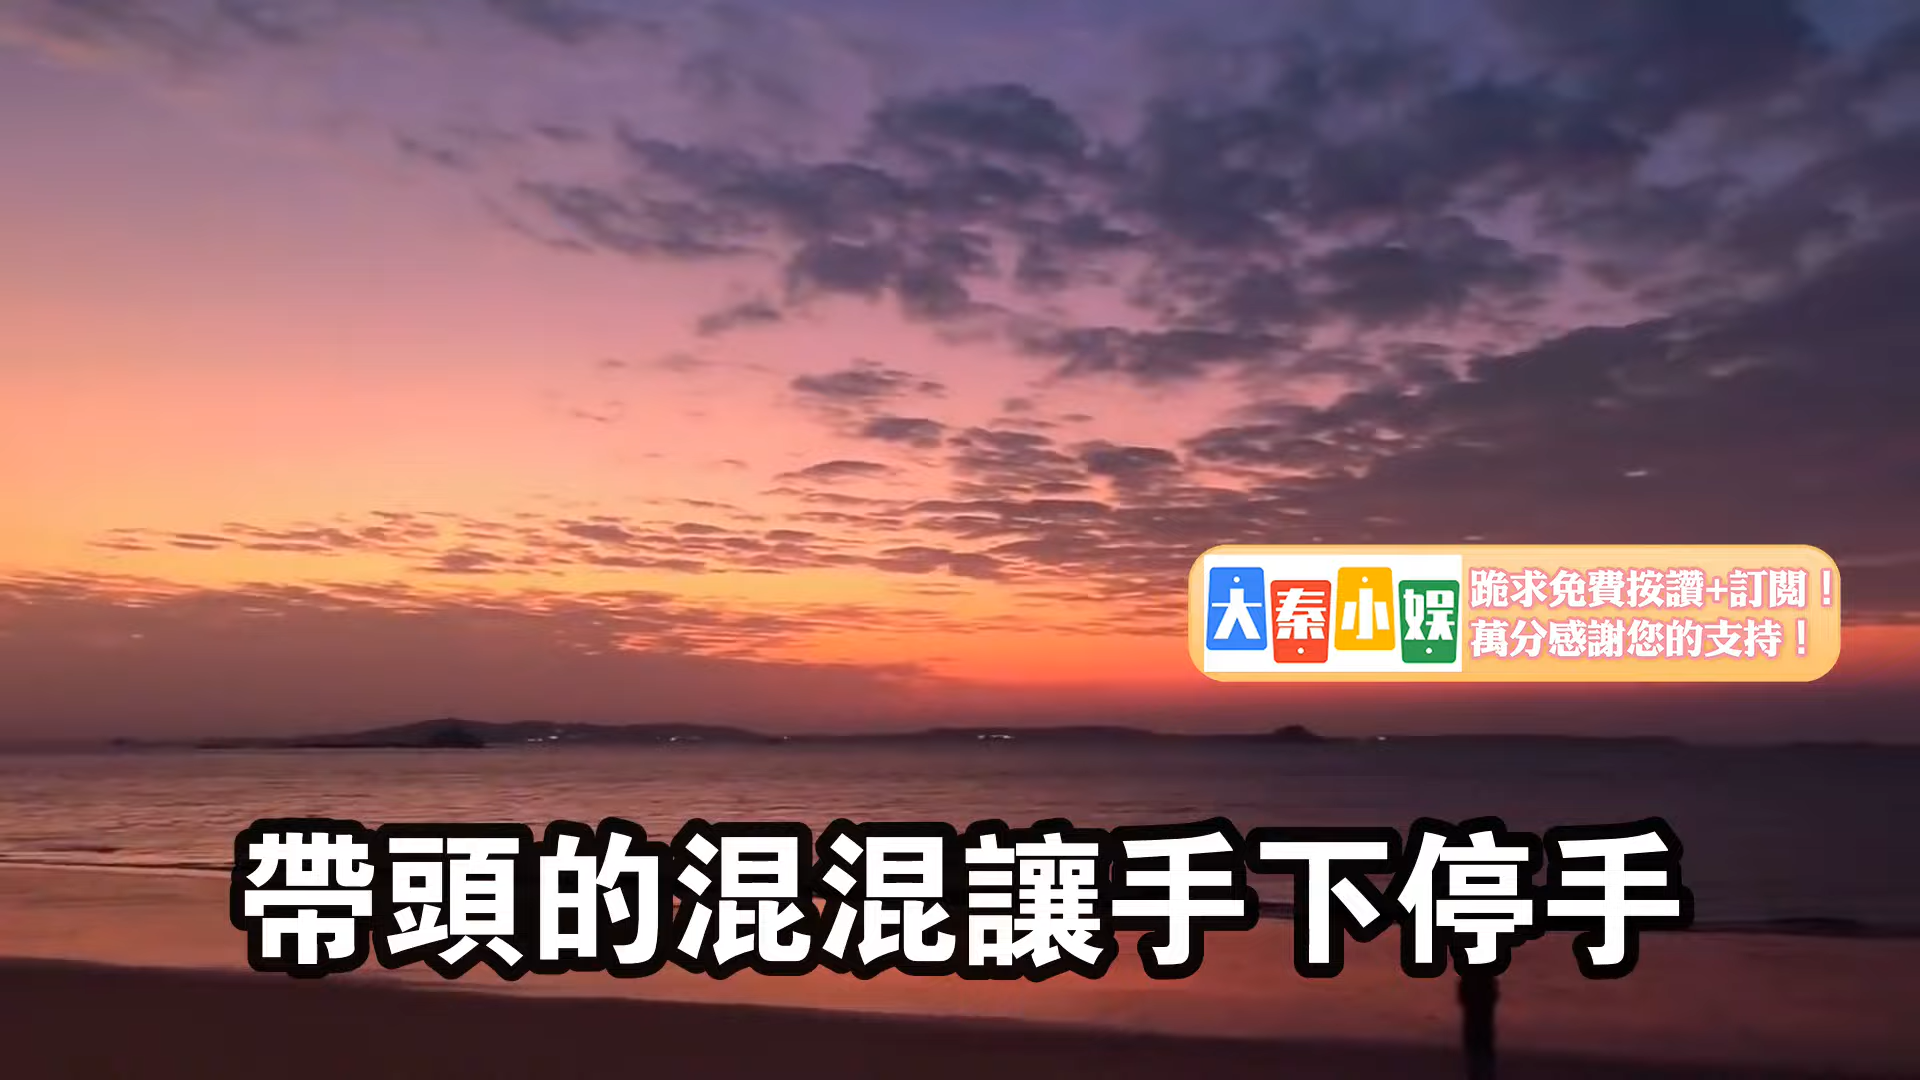 大秦小娱
跪求免費按讚+訂閱！
萬分感謝您的支持！
帶頭的混混讓手下停手